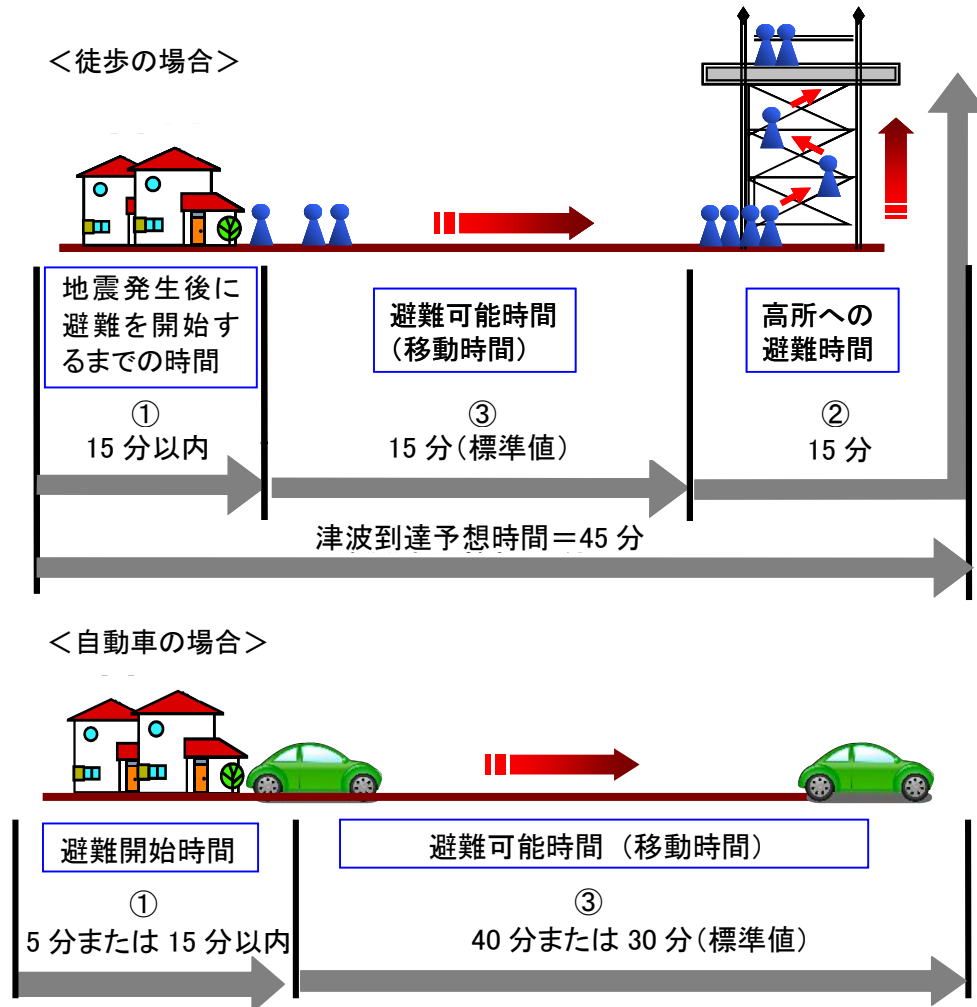 ＜徒歩の場合＞
地震発生後に
避難を開始す
るまでの時間
①
15 分以内
避難可能時間
（移動時間）
③
15 分（標準値）
高所への
避難時間
②
15 分
津波到達予想時間＝45 分
＜自動車の場合＞
避難開始時間
①
5 分または 15 分以内
避難可能時間 （移動時間）
③
40 分または 30 分（標準値）